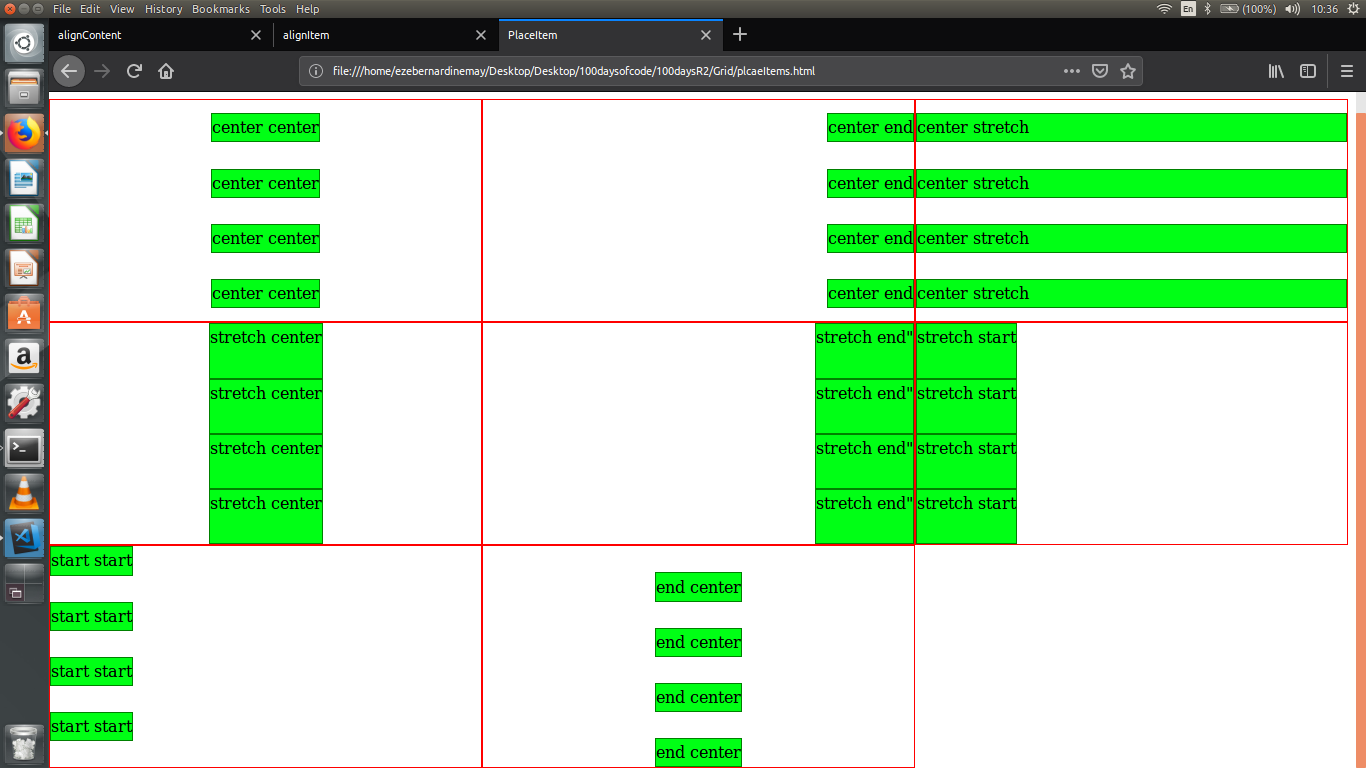 File Edit View History Bookmarks Tools Help En (100%) 10:36
alignContent alignItem PlaceItem
file:///home/ezebernardinemay/Desktop/Desktop/100daysofcode/100daysR2/Grid/plcaeItems.html
center center center end center stretch
center center center end center stretch
center center center end center stretch
center center center end center stretch
stretch center stretch end" stretch start
stretch center stretch end" stretch start
stretch center stretch end" stretch start
stretch center stretch end" stretch start
start start
end center
start start
end center
start start
end center
start start
end center